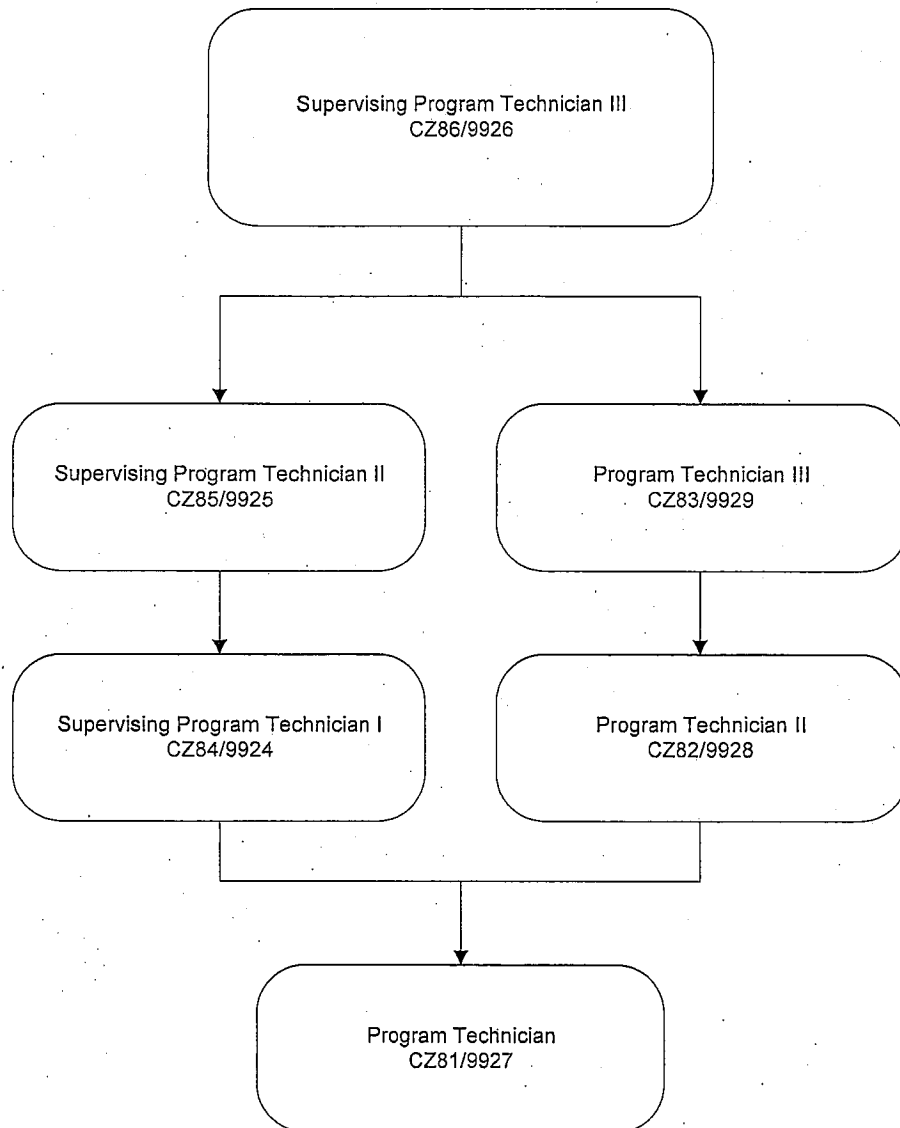 Supervising Program Technician III
CZ86/9926
Supervising Program Technician II
CZ85/9925
Program Technician III
CZ83/9929
Supervising Program Technician I
CZ84/9924
Program Technician II
CZ82/9928
Program Technician
CZ81/9927